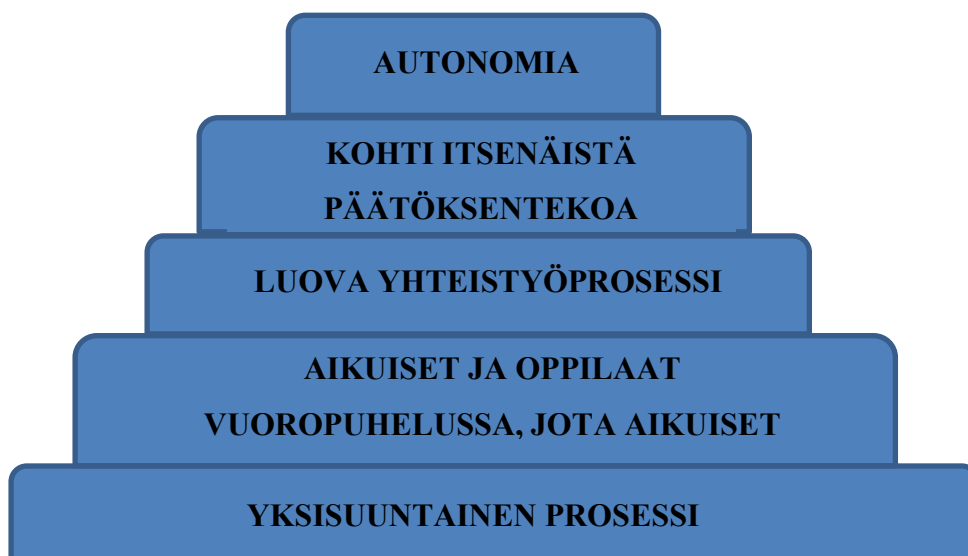 AUTONOMIA
KOHTI ITSENÄISTÄ
PÄÄTÖKSENTEKOA
LUOVA YHTEISTYÖPROSESSI
AIKUISET JA OPPILAAT
VUOROPUHELUSSA, JOTA AIKUISET
YKSISUUNTAINEN PROSESSI